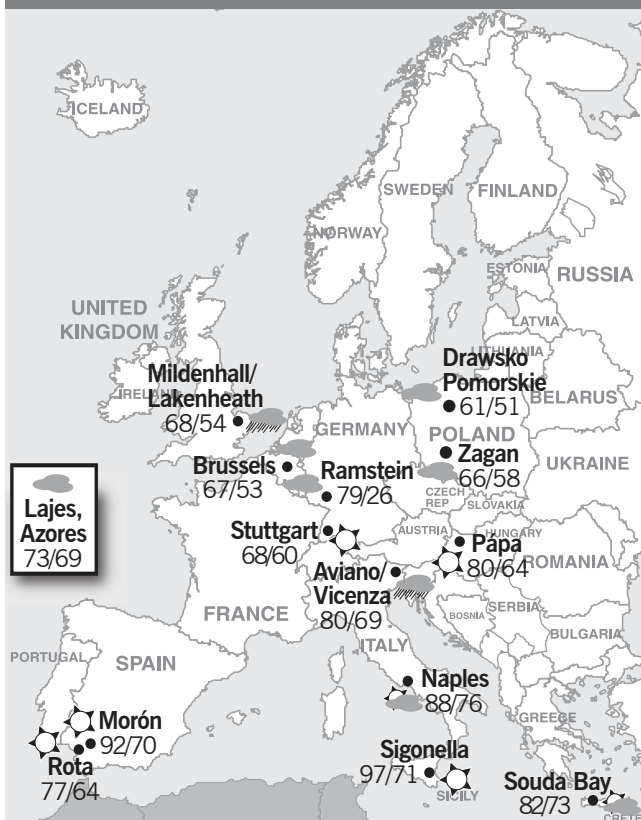 ICELAND
SWEDEN
FINLAND
NORWAY
ESTONIA
RUSSIA
UNITED
KINGDOM
LATVIA
LITHUANIA
Drawsko
Pomorskie
61/51
Mildenhall/
Lakenheath
68/54
IRELAND
BELARUS
GERMANY
POLAND
Zagan
66/58
Brussels
67/53
Ramstein
79/26
UKRAINE
Lajes,
Azores
73/69
CZECH
REP
SLOVAKIA
Stuttgart
68/60
AUSTRIA
HUNGARY
Pápa
80/64
ROMANIA
Aviano/
Vicenza
80/69
FRANCE
BOSNIA
SERBIA
BULGARIA
ITALY
PORTUGAL
SPAIN
Naples
88/76
GREECE
Morón
92/70
Rota
77/64
Sigonella
97/71
SICILY
Souda Bay
82/73
CRETE